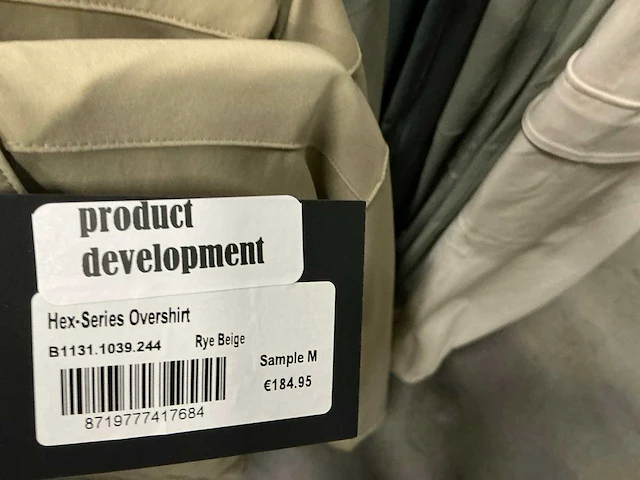 product
development
Hex-Series Overshirt
B1131.1039.244 Rye Beige
Sample M
€184.95
8719777417684